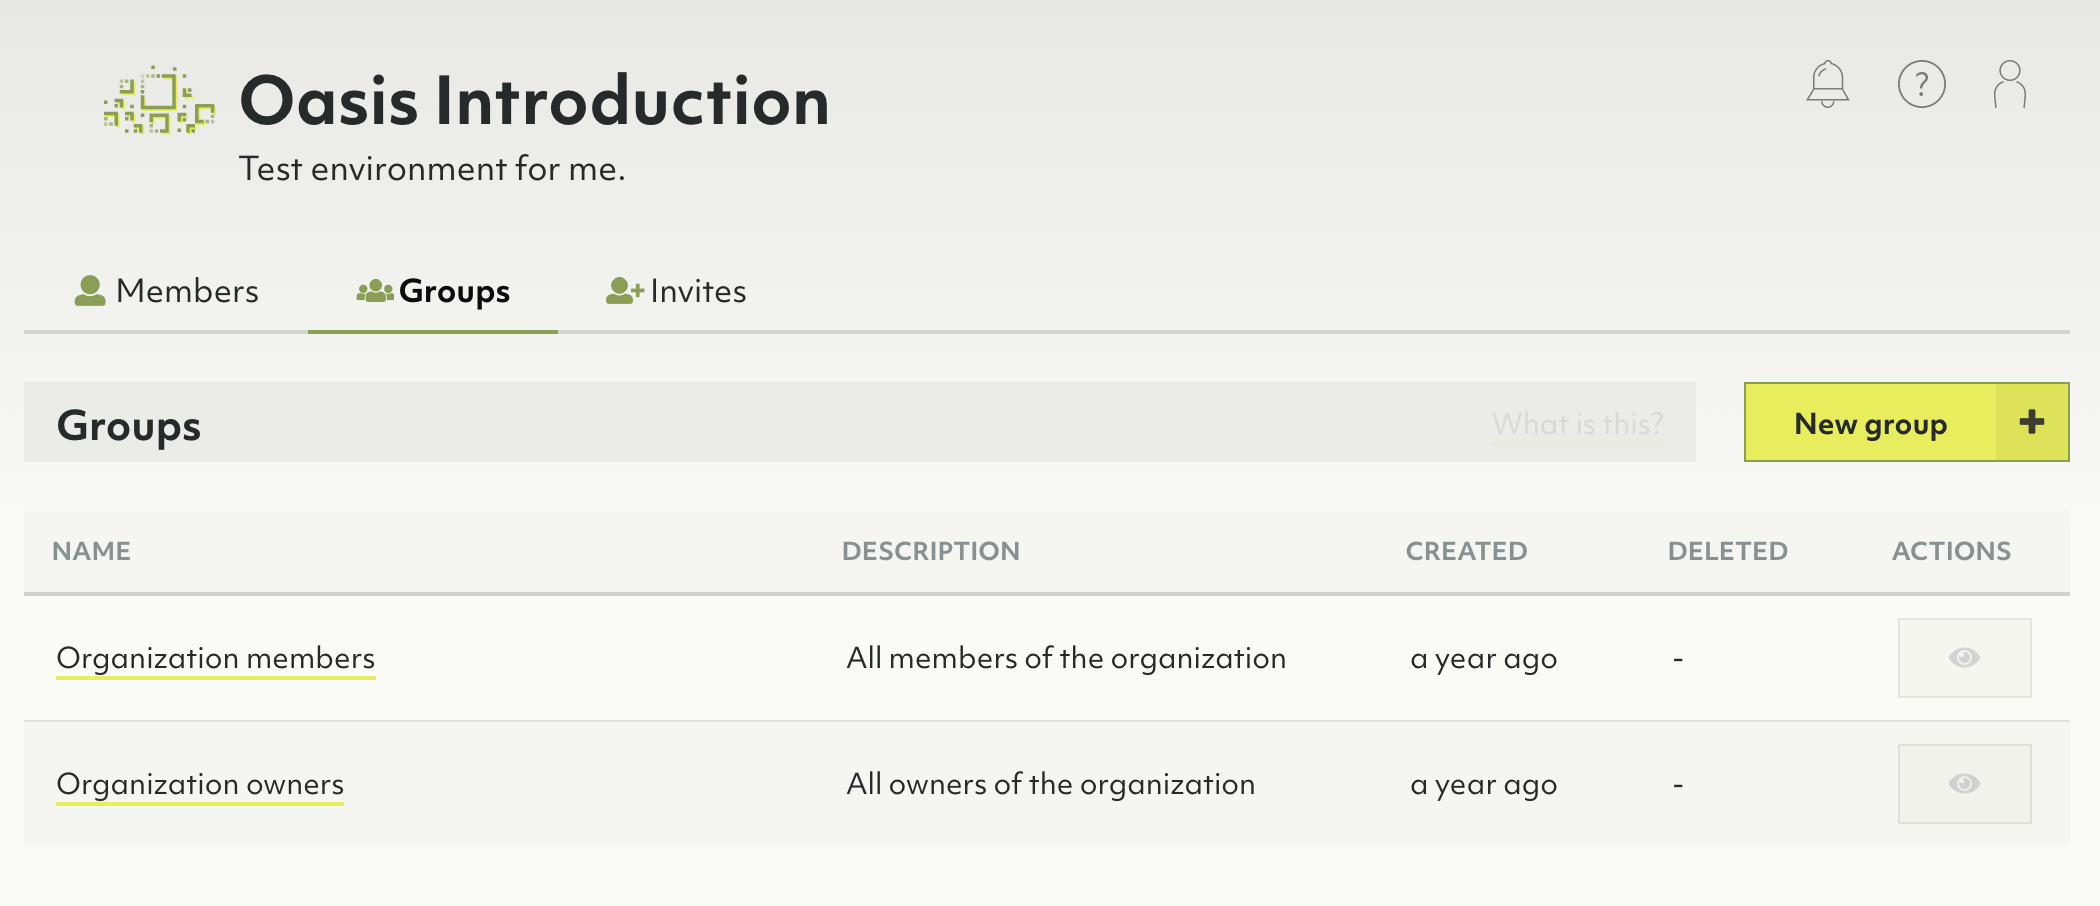 Oasis Introduction
Test environment for me.
Members Groups Invites
Groups What is this? New group
NAME DESCRIPTION CREATED DELETED ACTIONS
Organization members All members of the organization a year ago -
Organization owners All owners of the organization a year ago -